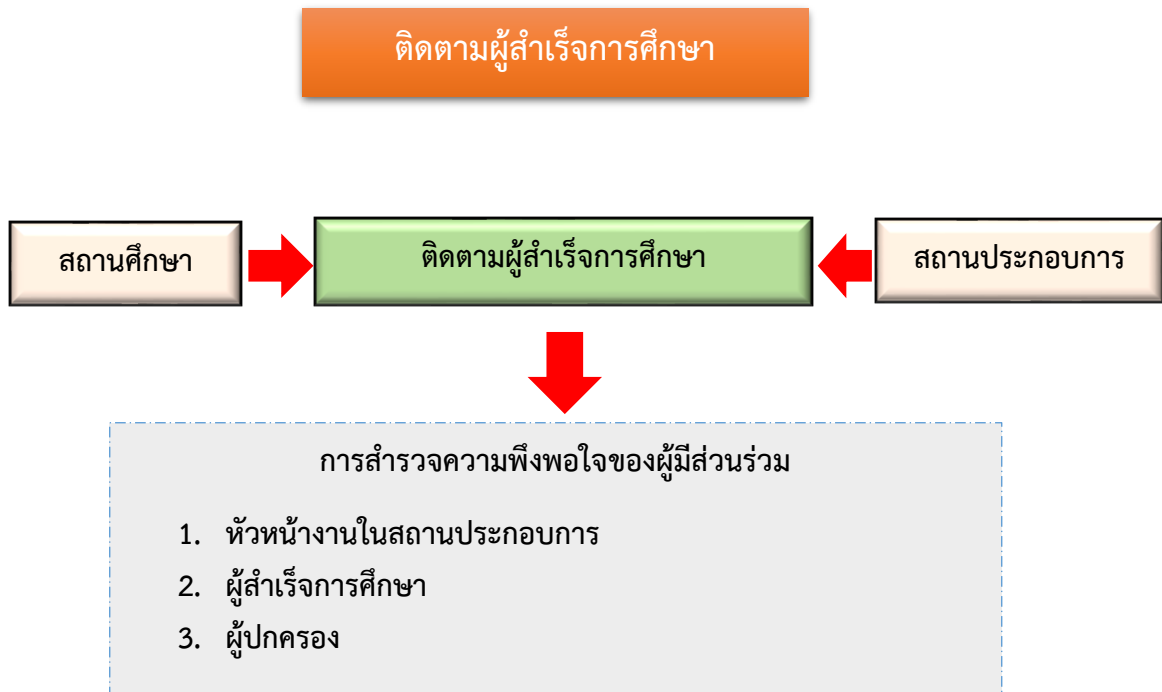 ติดตามผู้สำเร็จการศึกษา
สถานศึกษา
ติดตามผู้สำเร็จการศึกษา
สถานประกอบการ
การสำรวจความพึงพอใจของผู้มีส่วนร่วม
1. หัวหน้างานในสถานประกอบการ
2. ผู้สำเร็จการศึกษา
3. ผู้ปกครอง